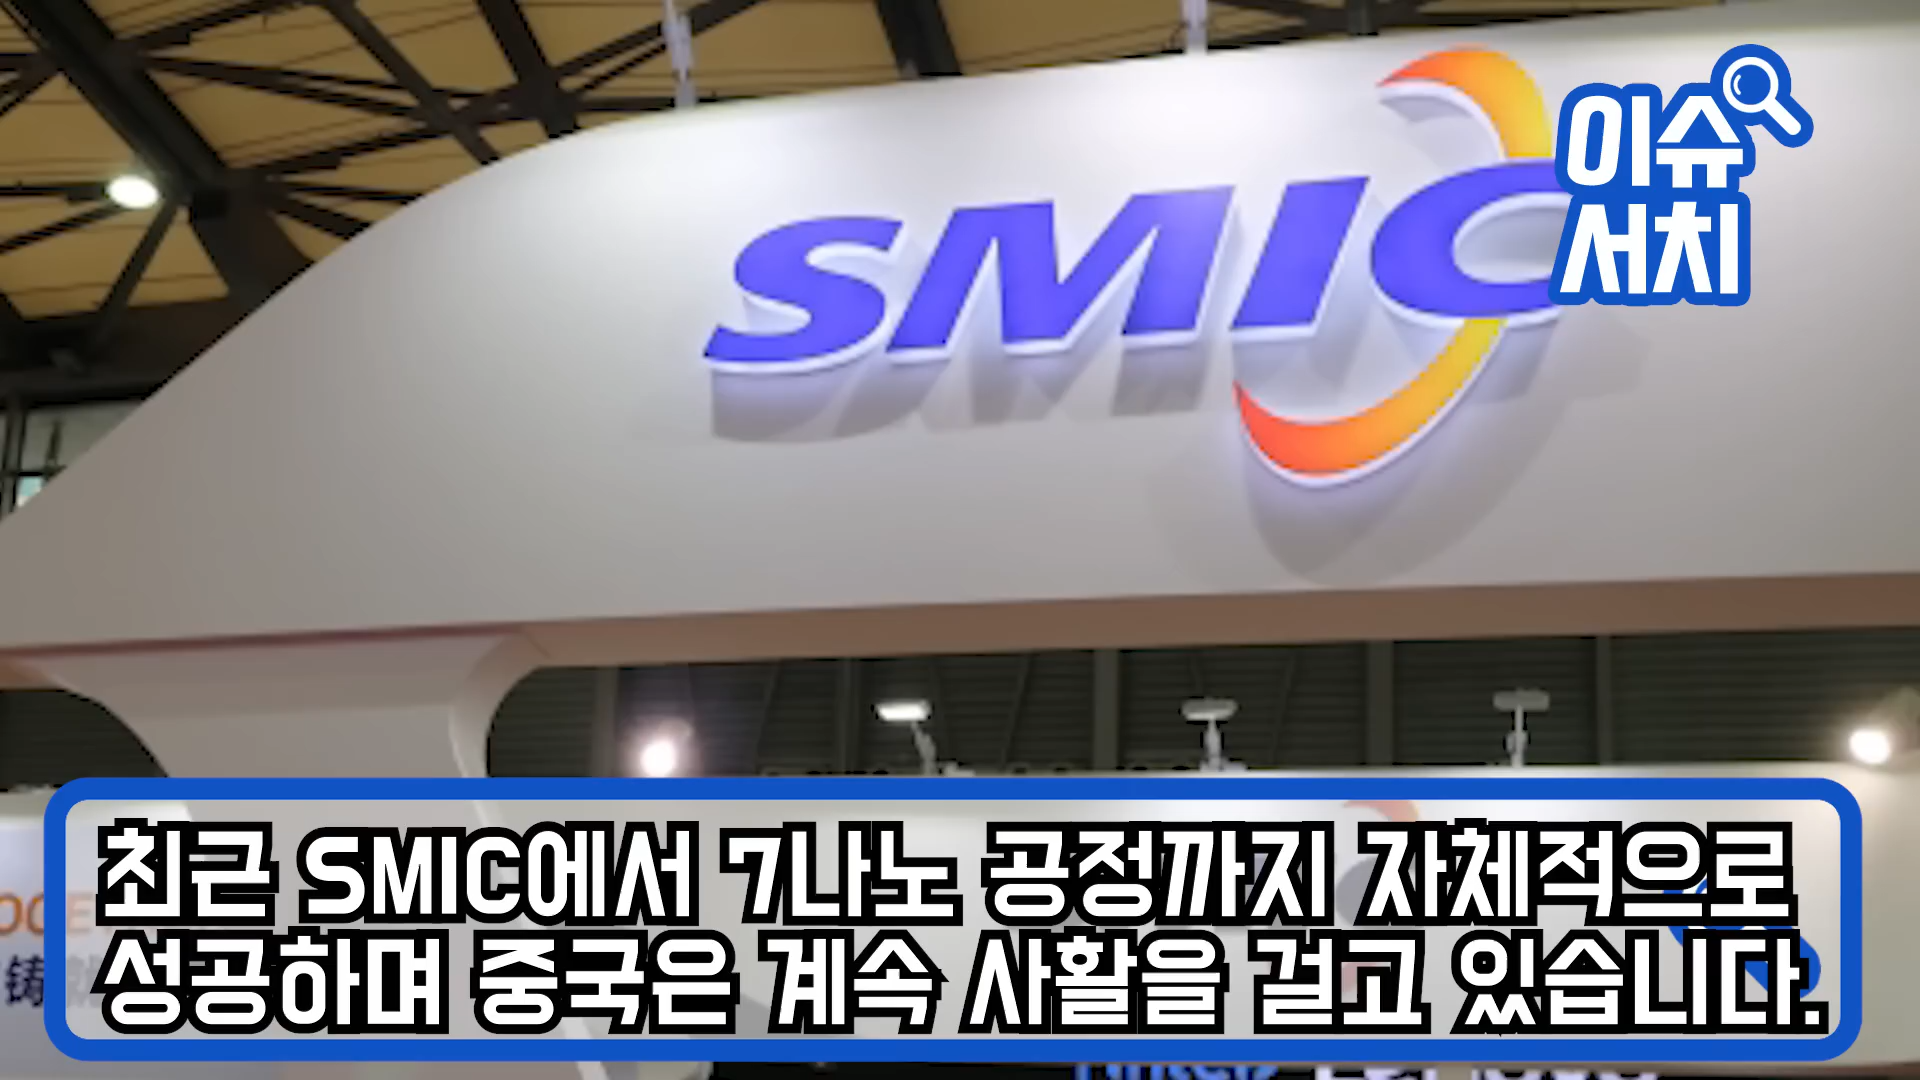 SMIC
이슈
서치
최근 SMIC에서 7나노 공정까지 자체적으로
성공하며 중국은 계속 사활을 걸고 있습니다.
铸